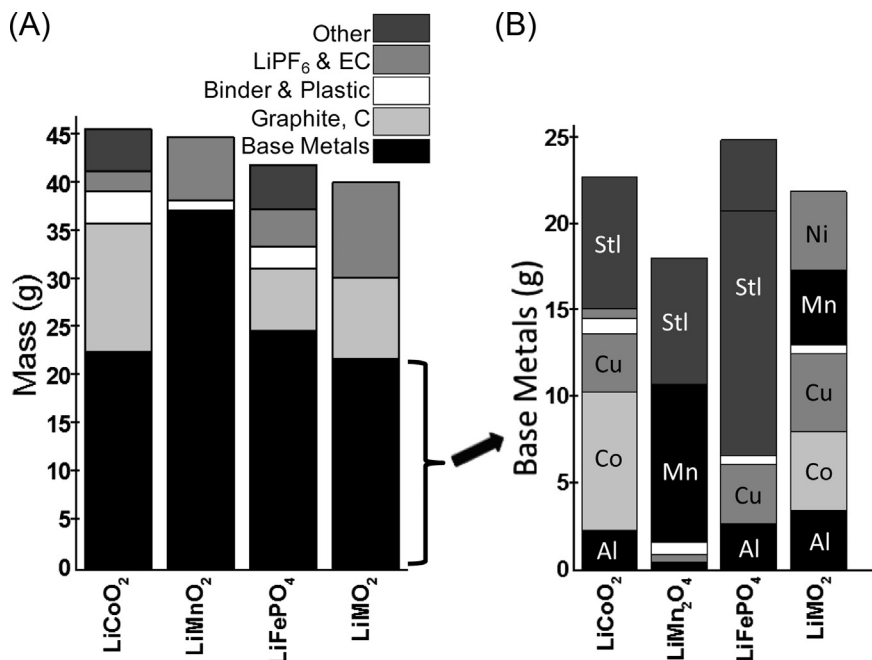 (A)
Other
LiPF6 & EC
Binder & Plastic
Graphite, C
Base Metals
Mass (g)
45
40
35
30
25
20
15
10
5
0
LiCoO2
LiMnO2
LiFePO4
LiMO2
(B)
Base Metals (g)
25
20
15
10
5
0
Stl
Cu
Co
Al
Stl
Mn
Stl
Cu
Al
Ni
Mn
Cu
Co
Al
LiCoO2
LiMn2O4
LiFePO4
LiMO2